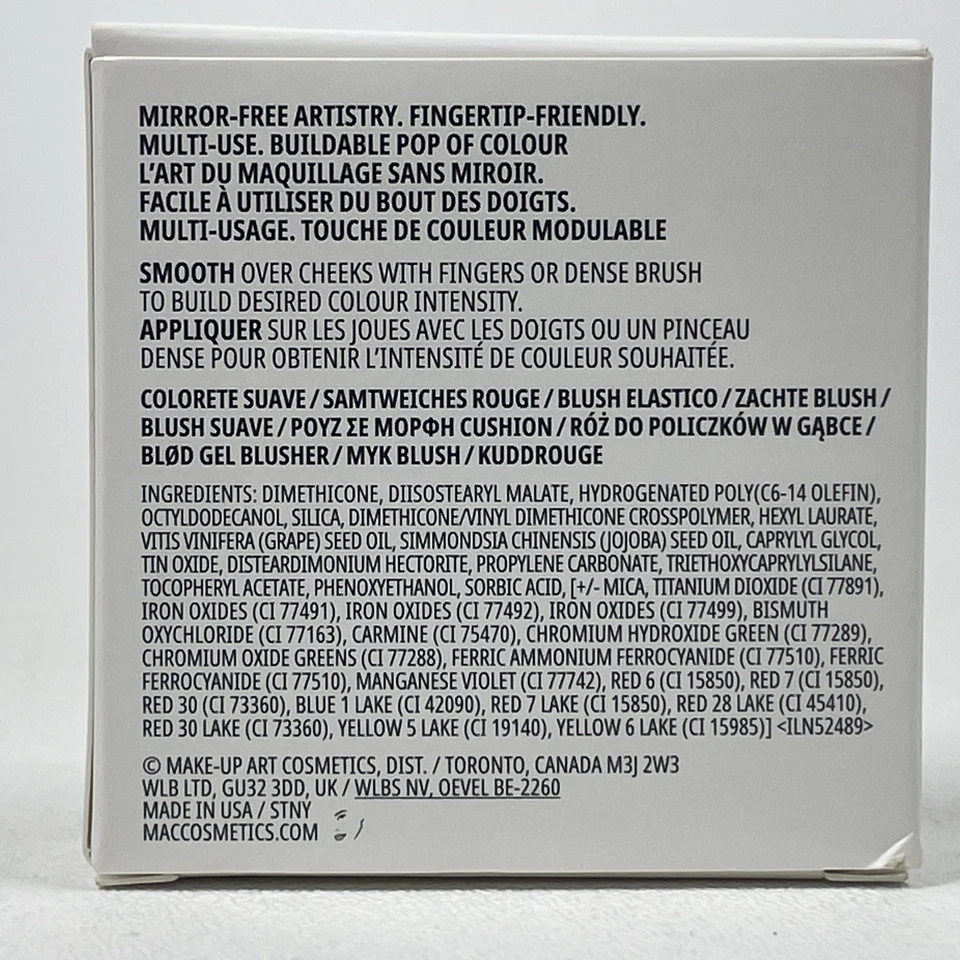 MIRROR-FREE ARTISTRY. FINGERTIP-FRIENDLY.
MULTI-USE. BUILDABLE POP OF COLOUR
L'ART DU MAQUILLAGE SANS MIROIR.
FACILE À UTILISER DU BOUT DES DOIGTS.
MULTI-USAGE. TOUCHE DE COULEUR MODULABLE
SMOOTH OVER CHEEKS WITH FINGERS OR DENSE BRUSH
TO BUILD DESIRED COLOUR INTENSITY.
APPLIQUER SUR LES JOUES AVEC LES DOIGTS OU UN PINCEAU
DENSE POUR OBTENIR L'INTENSITÉ DE COULEUR SOUHAITÉE.
COLORETE SUAVE / SAMTWEICHES ROUGE / BLUSH ELASTICO / ZACHTE BLUSH /
BLUSH SUAVE / ΡΟΥΖ ΣΕ ΜΟΡΦΗ CUSHION / RÓŻ DO POLICZKÓW W GĄBCE /
BLØD GEL BLUSHER / MYK BLUSH / KUDDROUGE
INGREDIENTS: DIMETHICONE, DIISOSTEARYL MALATE, HYDROGENATED POLY(C6-14 OLEFIN),
OCTYLDODECANOL, SILICA, DIMETHICONE/VINYL DIMETHICONE CROSSPOLYMER, HEXYL LAURATE,
VITIS VINIFERA (GRAPE) SEED OIL, SIMMONDSIA CHINENSIS (JOJOBA) SEED OIL, CAPRYLYL GLYCOL,
TIN OXIDE, DISTEARDIMONIUM HECTORITE, PROPYLENE CARBONATE, TRIETHOXYCAPRYLYLSILANE,
TOCOPHERYL ACETATE, PHENOXYETHANOL, SORBIC ACID, [+/- MICA, TITANIUM DIOXIDE (CI 77891),
IRON OXIDES (CI 77491), IRON OXIDES (CI 77492), IRON OXIDES (CI 77499), BISMUTH
OXYCHLORIDE (CI 77163), CARMINE (CI 75470), CHROMIUM HYDROXIDE GREEN (CI 77289),
CHROMIUM OXIDE GREENS (CI 77288), FERRIC AMMONIUM FERROCYANIDE (CI 77510), FERRIC
FERROCYANIDE (CI 77510), MANGANESE VIOLET (CI 77742), RED 6 (CI 15850), RED 7 (CI 15850),
RED 30 (CI 73360), BLUE 1 LAKE (CI 42090), RED 7 LAKE (CI 15850), RED 28 LAKE (CI 45410),
RED 30 LAKE (CI 73360), YELLOW 5 LAKE (CI 19140), YELLOW 6 LAKE (CI 15985)] <ILN52489>
© MAKE-UP ART COSMETICS, DIST. / TORONTO, CANADA M3J 2W3
WLB LTD, GU32 3DD, UK / WLBS NV, OEVEL BE-2260
MADE IN USA / STNY
MACCOSMETICS.COM